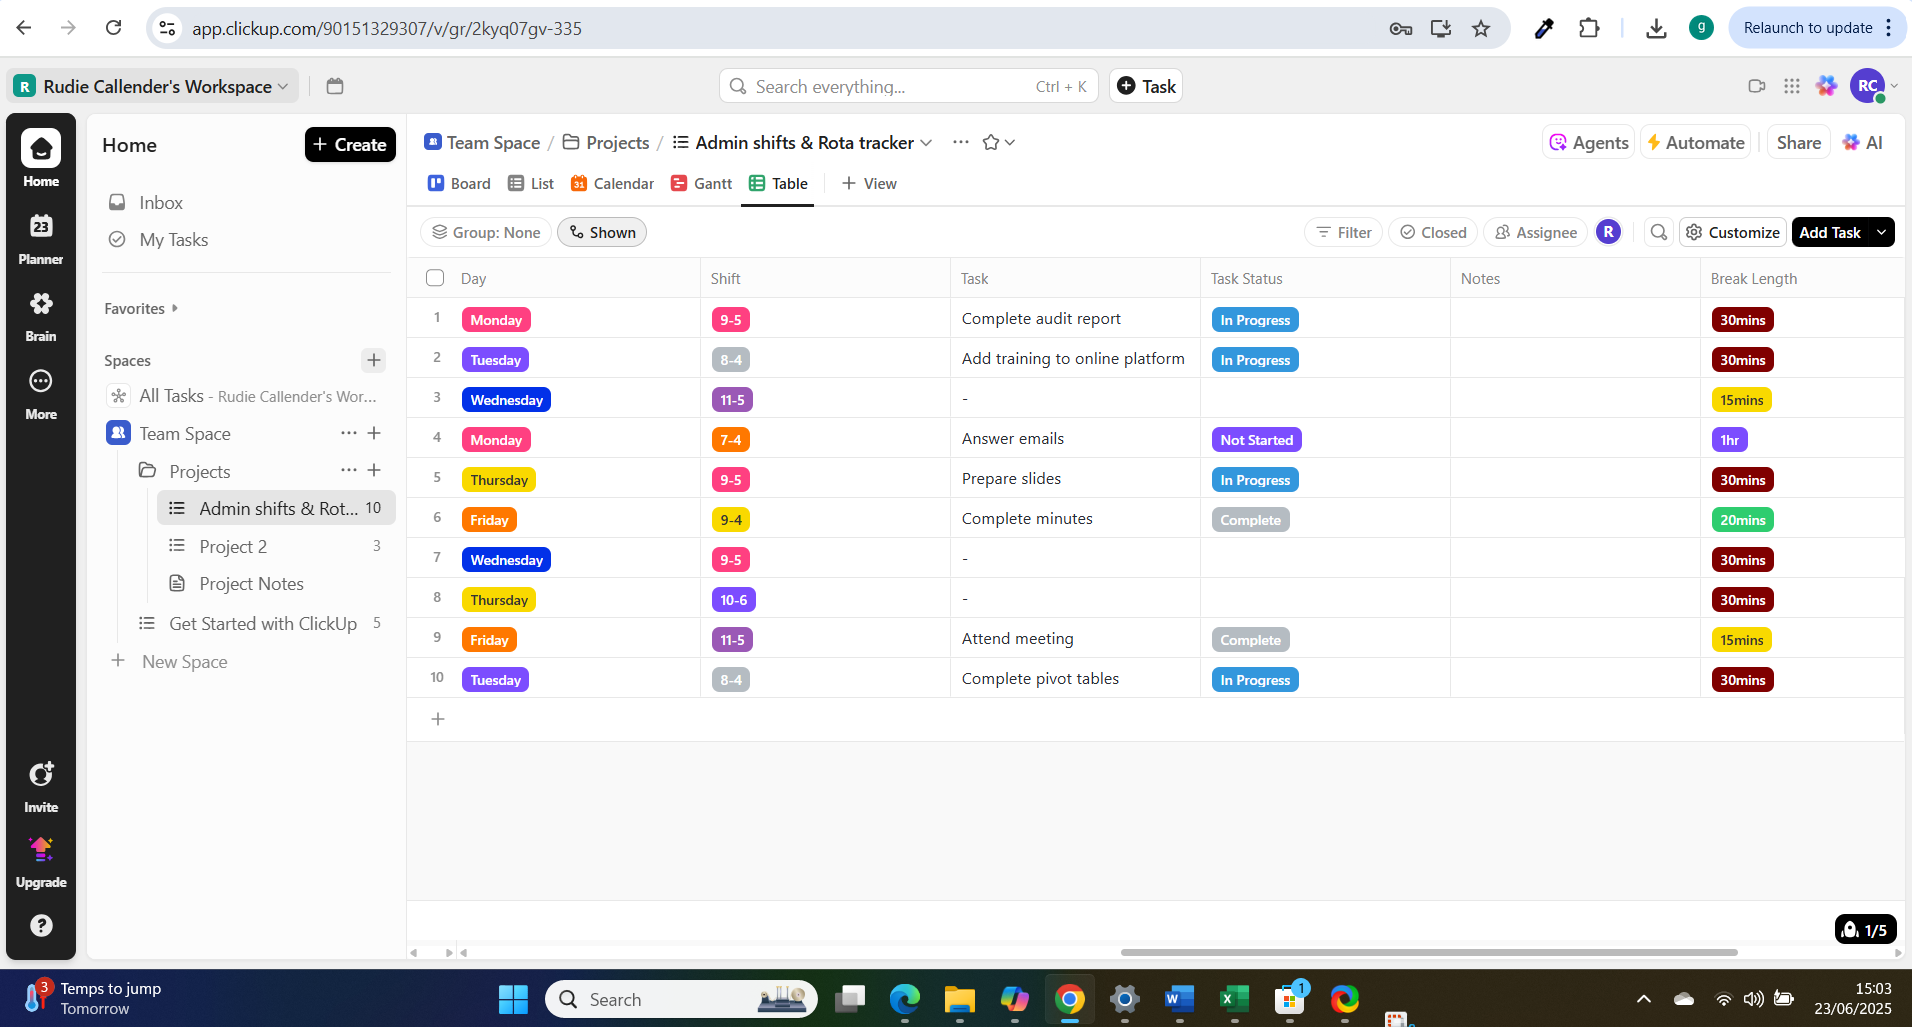 app.clickup.com/90151329307/v/gr/2kyq07gv-335
g
Relaunch to update
R Rudie Callender's Workspace
Search everything...
Ctrl + K
Task
RC
Home
23
Planner
Brain
More
Invite
Upgrade
?
Home
+ Create
Inbox
My Tasks
Favorites
Spaces
All Tasks - Rudie Callender's Wor...
Team Space
Projects
Admin shifts & Rot... 10
Project 2 3
Project Notes
Get Started with ClickUp 5
New Space
Team Space / Projects / Admin shifts & Rota tracker
Agents
Automate
Share
AI
Board
List
31 Calendar
Gantt
Table
+ View
Group: None
Shown
Filter
Closed
Assignee
R
Customize
Add Task
Day Shift Task Task Status Notes Break Length
1 Monday 9-5 Complete audit report In Progress 30mins
2 Tuesday 8-4 Add training to online platform In Progress 30mins
3 Wednesday 11-5 - 15mins
4 Monday 7-4 Answer emails Not Started 1hr
5 Thursday 9-5 Prepare slides In Progress 30mins
6 Friday 9-4 Complete minutes Complete 20mins
7 Wednesday 9-5 - 30mins
8 Thursday 10-6 - 30mins
9 Friday 11-5 Attend meeting Complete 15mins
10 Tuesday 8-4 Complete pivot tables In Progress 30mins
1/5
3
Temps to jump
Tomorrow
Search
W
X
1
15:03
23/06/2025